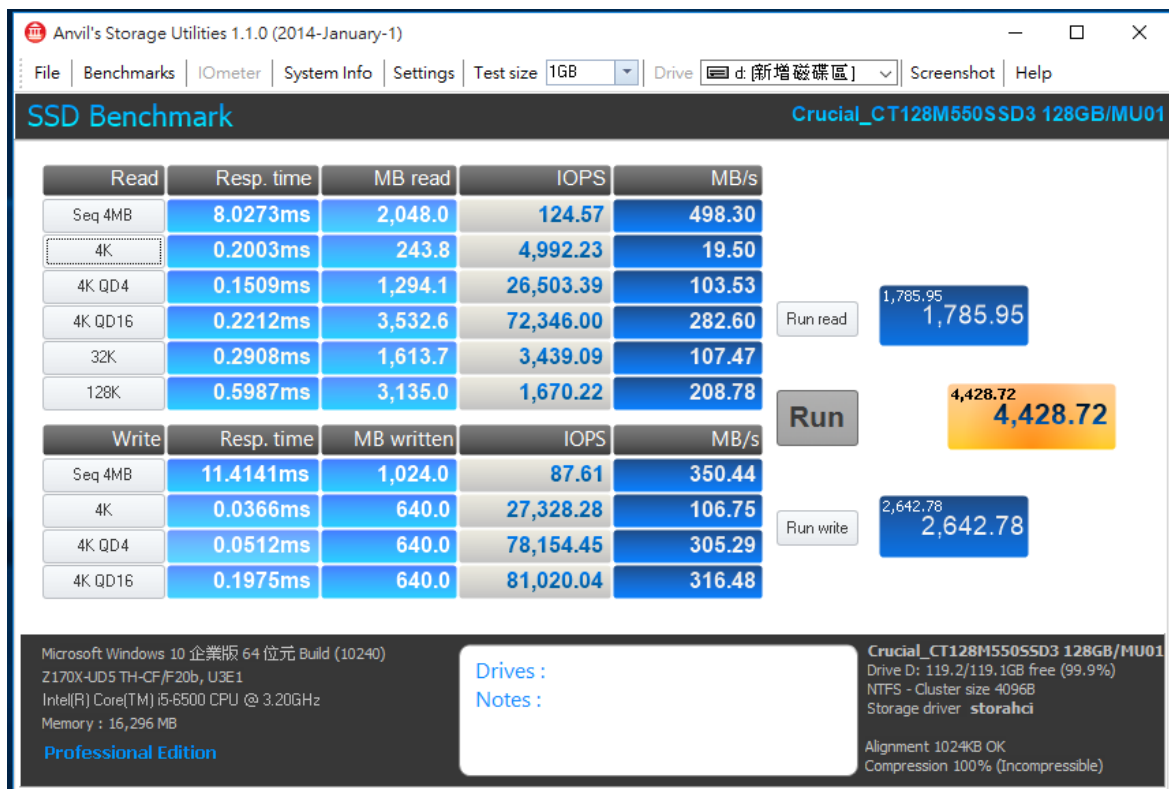 Anvil's Storage Utilities 1.1.0 (2014-January-1)
File Benchmarks IOmeter System Info Settings Test size 1GB Drive d: [新增磁碟區] Screenshot Help
SSD Benchmark Crucial_CT128M550SSD3 128GB/MU01
Read Resp. time MB read IOPS MB/s
Seq 4MB 8.0273ms 2,048.0 124.57 498.30
4K 0.2003ms 243.8 4,992.23 19.50
4K QD4 0.1509ms 1,294.1 26,503.39 103.53
4K QD16 0.2212ms 3,532.6 72,346.00 282.60
32K 0.2908ms 1,613.7 3,439.09 107.47
128K 0.5987ms 3,135.0 1,670.22 208.78
Run read
1,785.95
1,785.95
Run
4,428.72
4,428.72
Write Resp. time MB written IOPS MB/s
Seq 4MB 11.4141ms 1,024.0 87.61 350.44
4K 0.0366ms 640.0 27,328.28 106.75
4K QD4 0.0512ms 640.0 78,154.45 305.29
4K QD16 0.1975ms 640.0 81,020.04 316.48
Run write
2,642.78
2,642.78
Microsoft Windows 10 企業版 64 位元 Build (10240)
Z170X-UD5 TH-CF/F20b, U3E1
Intel(R) Core(TM) i5-6500 CPU @ 3.20GHz
Memory : 16,296 MB
Professional Edition
Drives :
Notes :
Crucial_CT128M550SSD3 128GB/MU01
Drive D: 119.2/119.1GB free (99.9%)
NTFS - Cluster size 4096B
Storage driver storahci
Alignment 1024KB OK
Compression 100% (Incompressible)